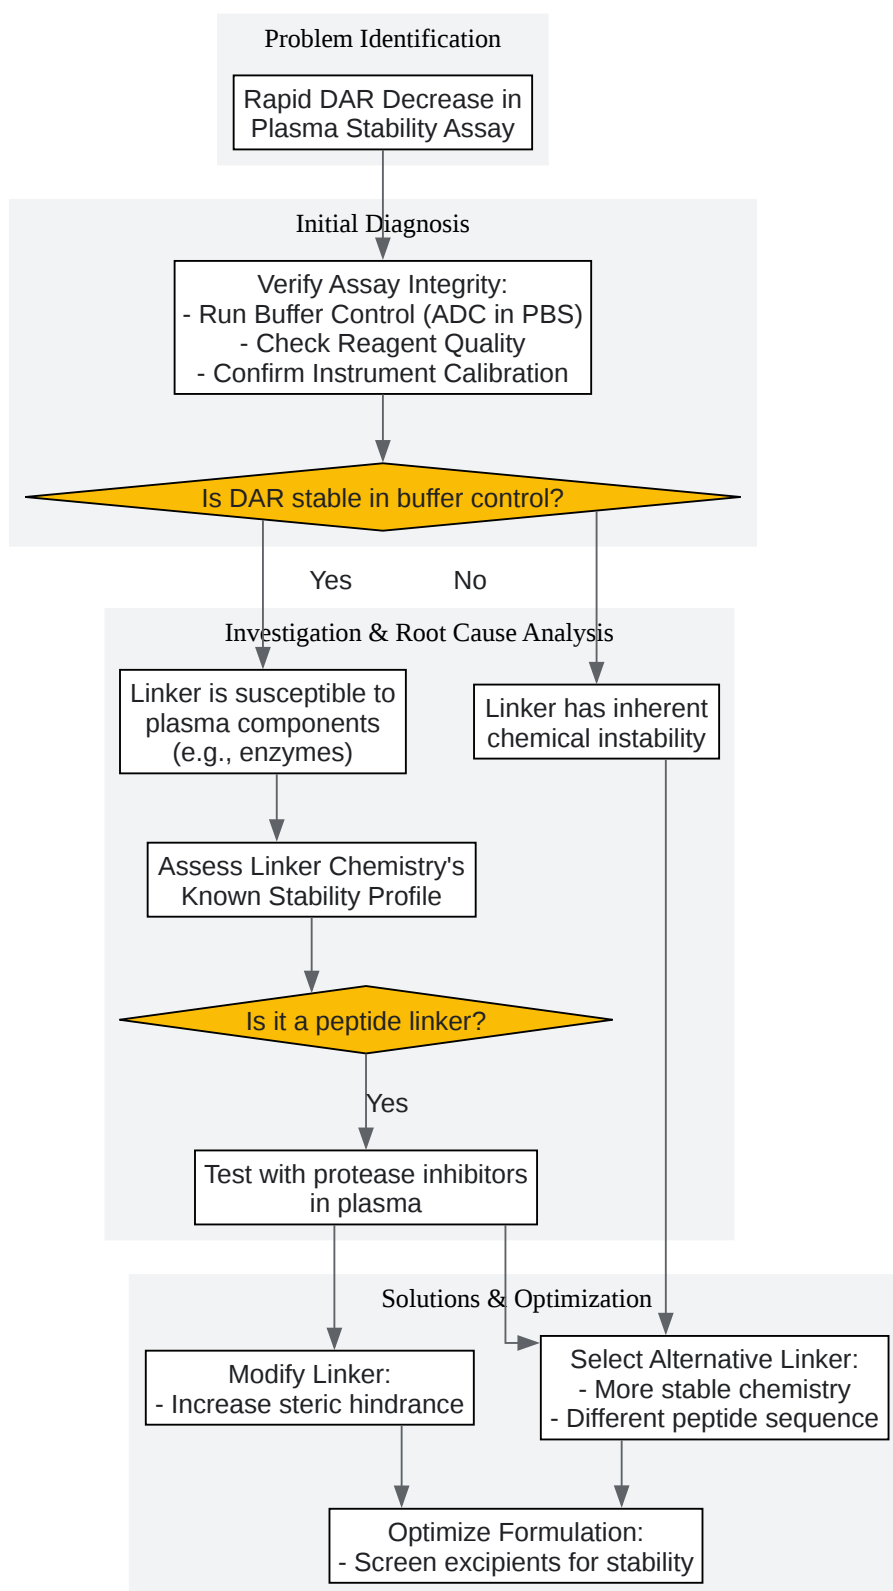 Problem Identification
Rapid DAR Decrease in
Plasma Stability Assay
Initial Diagnosis
Verify Assay Integrity:
- Run Buffer Control (ADC in PBS)
- Check Reagent Quality
- Confirm Instrument Calibration
Is DAR stable in buffer control?
Yes
No
Investigation & Root Cause Analysis
Linker is susceptible to
plasma components
(e.g., enzymes)
Linker has inherent
chemical instability
Assess Linker Chemistry's
Known Stability Profile
Is it a peptide linker?
Yes
Test with protease inhibitors
in plasma
Solutions & Optimization
Modify Linker:
- Increase steric hindrance
Select Alternative Linker:
- More stable chemistry
- Different peptide sequence
Optimize Formulation:
- Screen excipients for stability